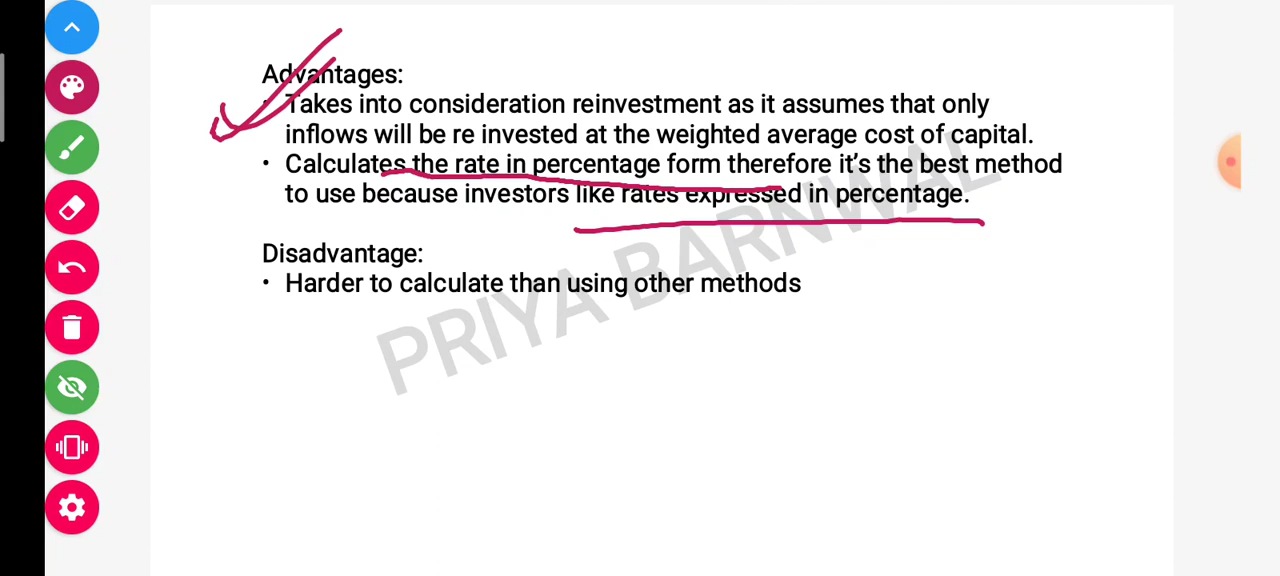 Advantages:
• Takes into consideration reinvestment as it assumes that only
inflows will be re invested at the weighted average cost of capital.
• Calculates the rate in percentage form therefore it's the best method
to use because investors like rates expressed in percentage.
Disadvantage:
• Harder to calculate than using other methods
PRIYA BARNWAL